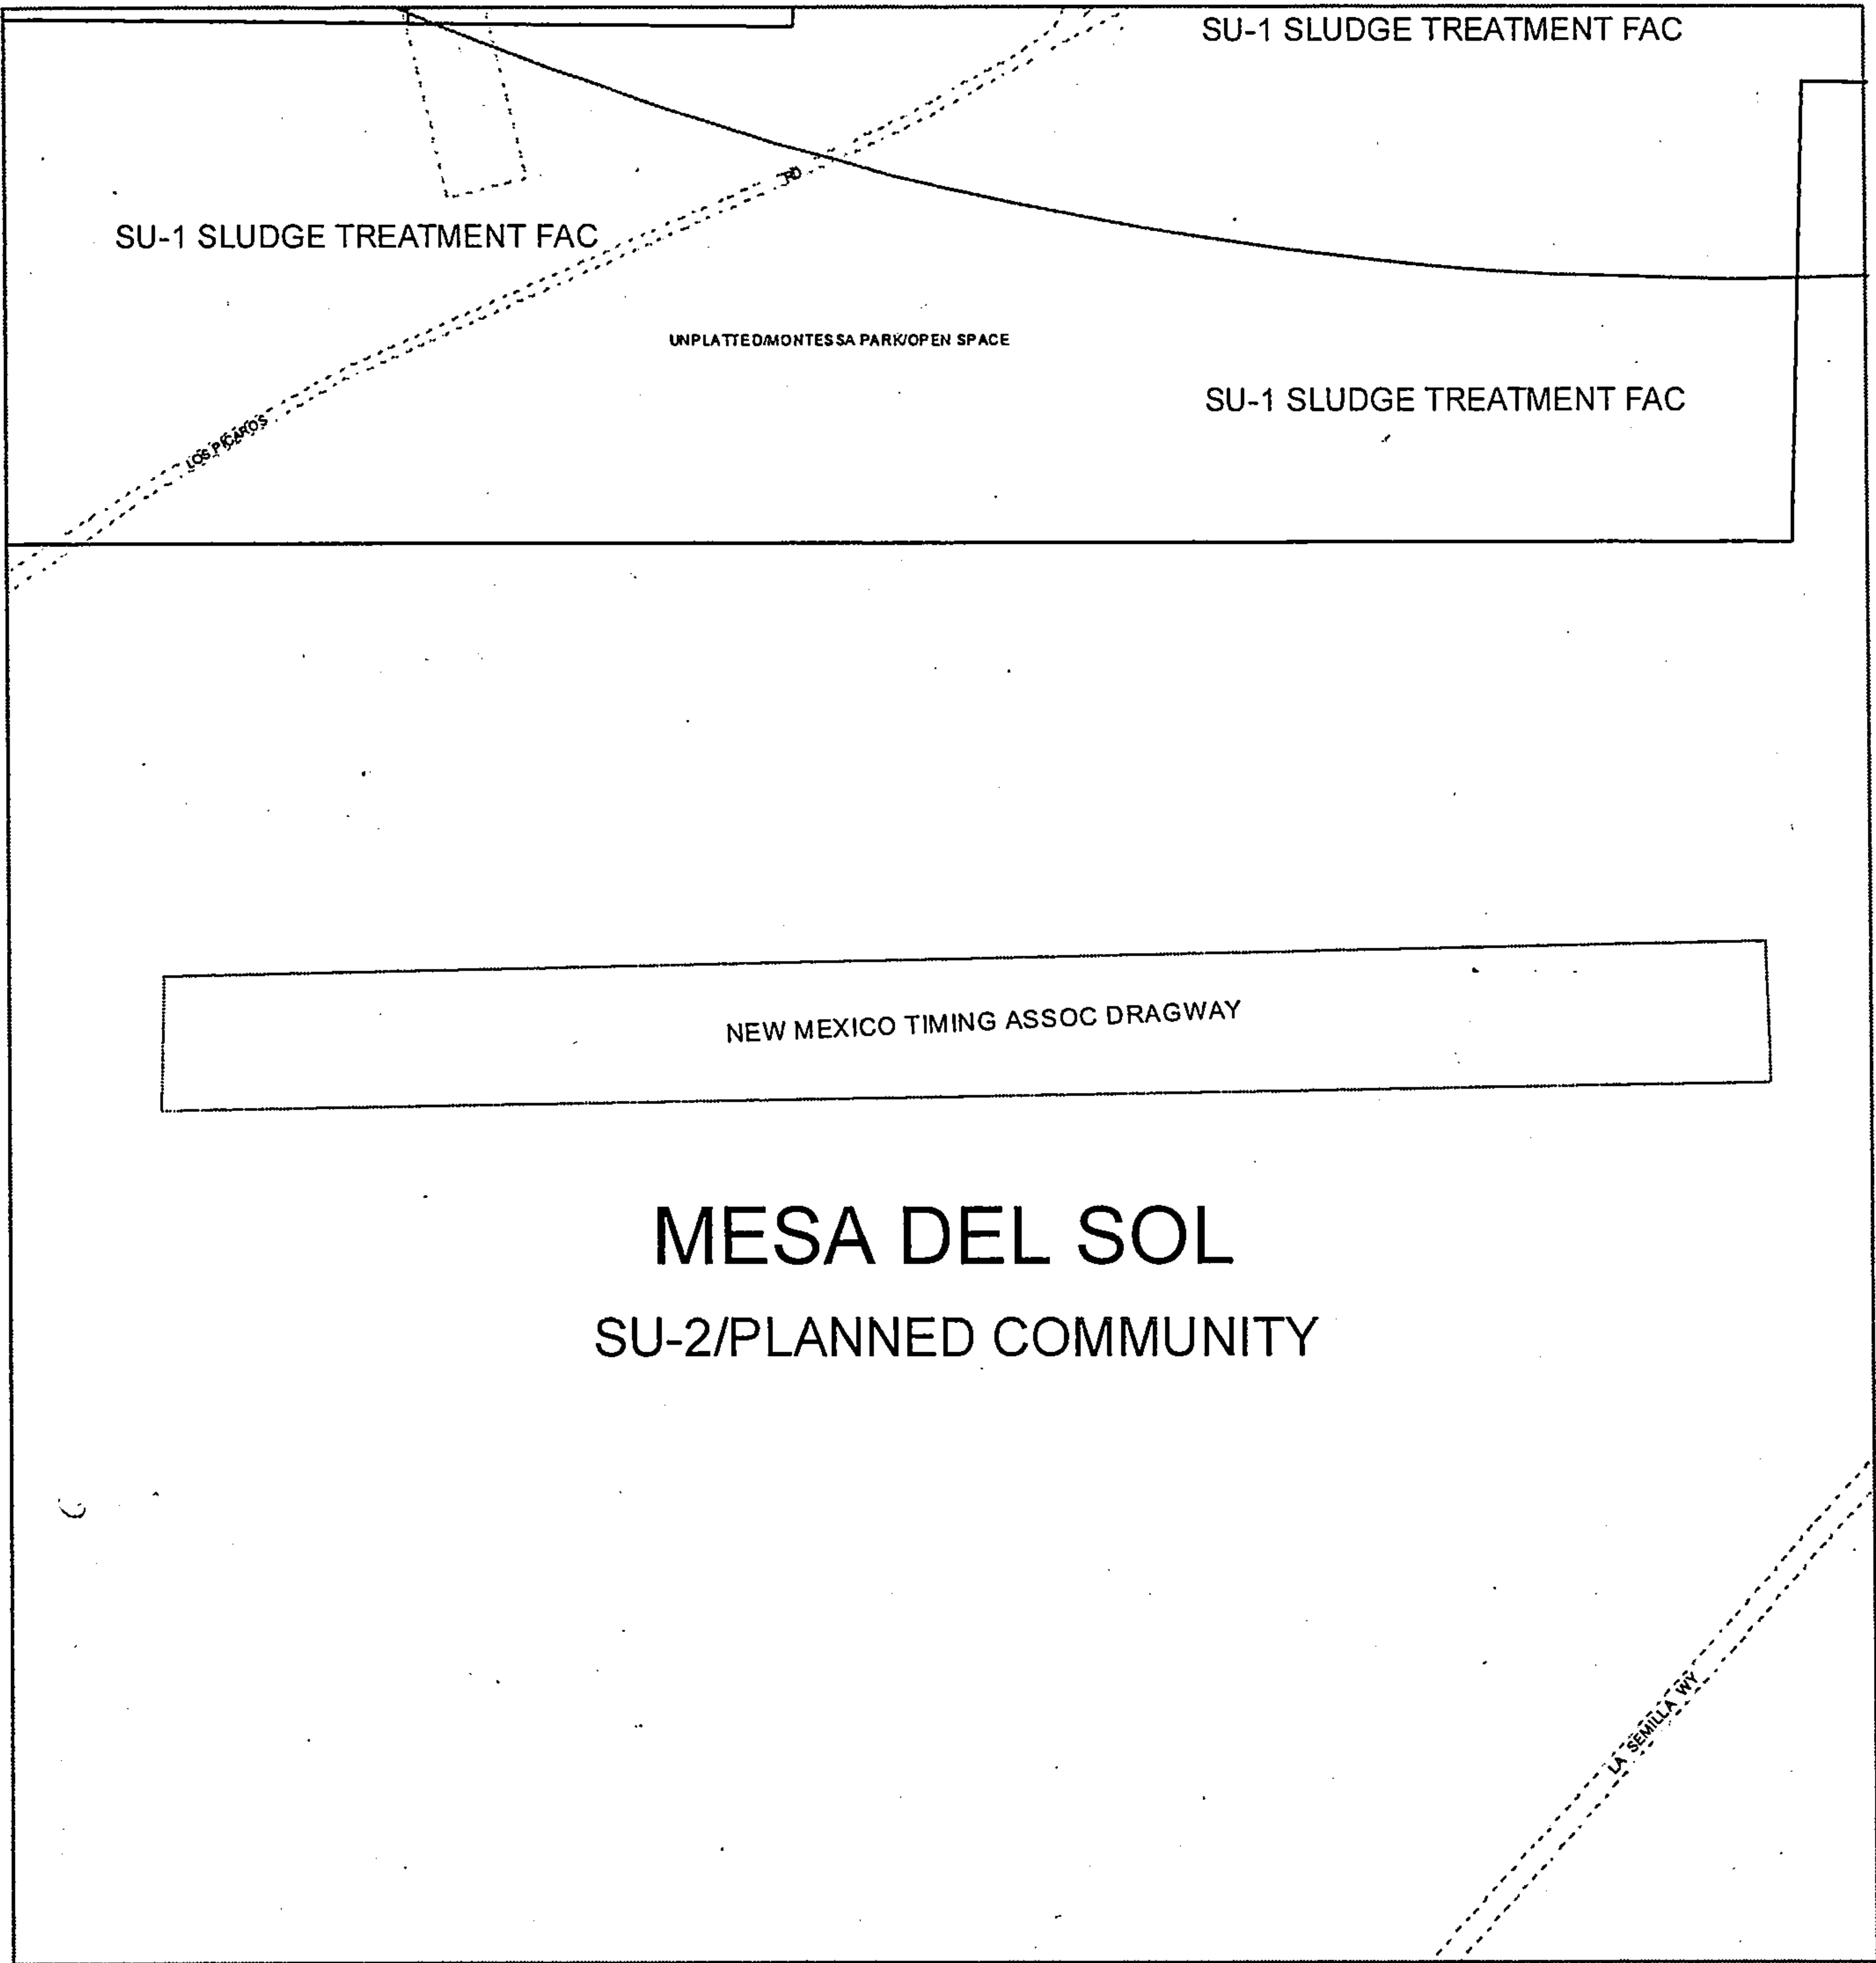 SU-1 SLUDGE TREATMENT FAC
RD
SU-1 SLUDGE TREATMENT FAC
UNPLATTED/MONTESSA PARK/OPEN SPACE
SU-1 SLUDGE TREATMENT FAC
LOS PICAROS
NEW MEXICO TIMING ASSOC DRAGWAY
MESA DEL SOL
SU-2/PLANNED COMMUNITY
LA SEMILLA WY